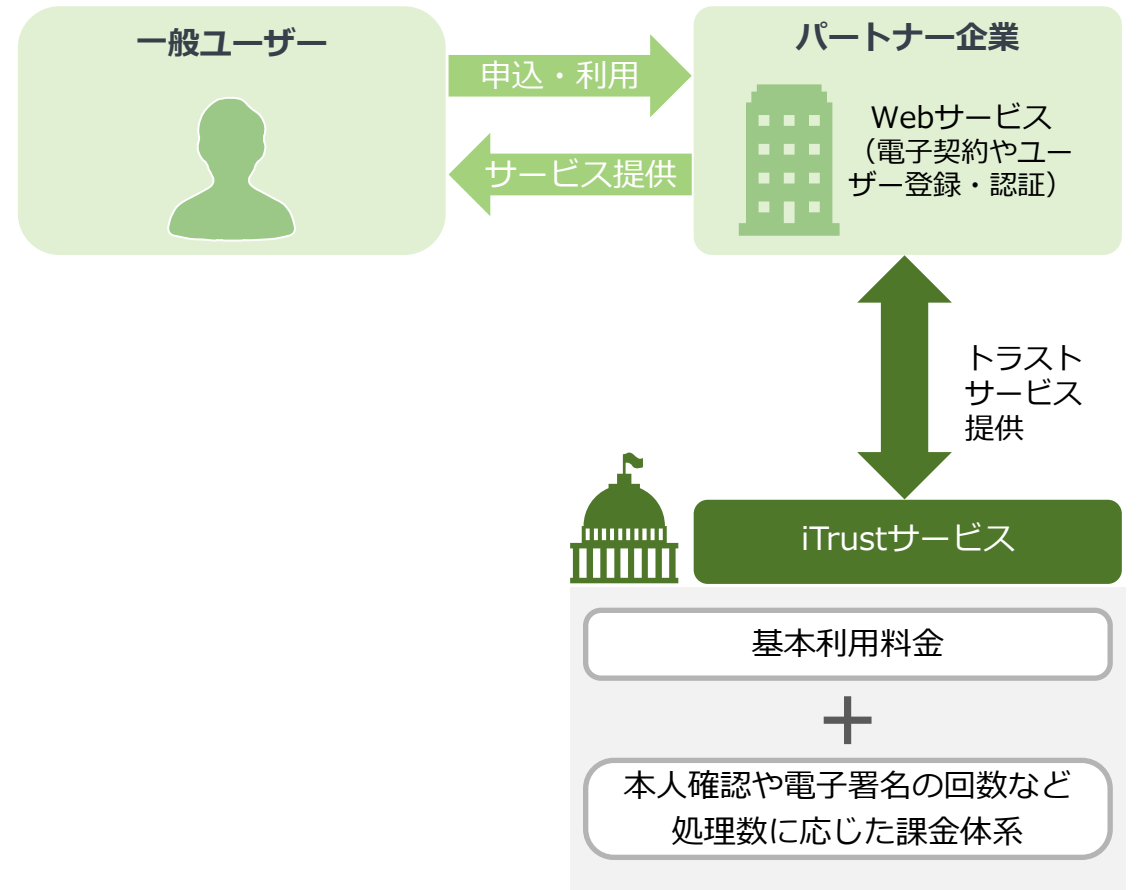 一般ユーザー
申込・利用
サービス提供
パートナー企業
Webサービス
（電子契約やユー
ザー登録・認証）
トラスト
サービス
提供
iTrustサービス
基本利用料金
＋
本人確認や電子署名の回数など
処理数に応じた課金体系